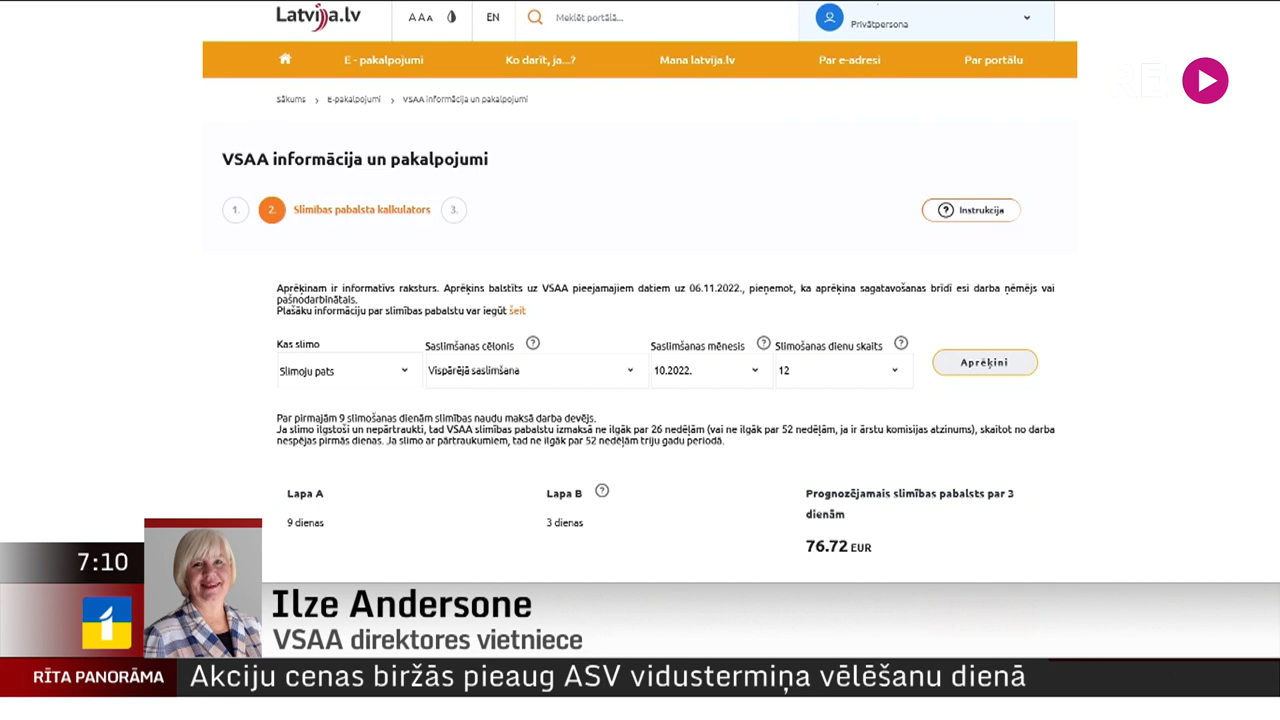 Latvija.lv
A A A
EN
Meklēt portālā...
Privātpersona
E - pakalpojumi
Ko darīt, ja...?
Mana latvija.lv
Par e-adresi
Par portālu
Sākums > E-pakalpojumi > VSAA informācija un pakalpojumi
VSAA informācija un pakalpojumi
1.
2.
Slimības pabalsta kalkulators
3.
? Instrukcija
Aprēķinam ir informatīvs raksturs. Aprēķins balstīts uz VSAA pieejamajiem datiem uz 06.11.2022., pieņemot, ka aprēķina sagatavošanas brīdī esi darba ņēmējs vai
pašnodarbinātais.
Plašāku informāciju par slimības pabalstu var iegūt šeit
Kas slimo
Saslimšanas cēlonis ?
Saslimšanas mēnesis ?
Slimošanas dienu skaits ?
Slimoju pats
Vispārējā saslimšana
10.2022.
12
Aprēķini
Par pirmajām 9 slimošanas dienām slimības naudu maksā darba devējs.
Ja slimo ilgstoši un nepārtraukti, tad VSAA slimības pabalstu izmaksā ne ilgāk par 26 nedēļām (vai ne ilgāk par 52 nedēļām, ja ir ārstu komisijas atzinums), skaitot no darba
nespējas pirmās dienas. Ja slimo ar pārtraukumiem, tad ne ilgāk par 52 nedēļām triju gadu periodā.
Lapa A
Lapa B ?
Prognozējamais slimības pabalsts par 3
dienām
9 dienas
3 dienas
76.72 EUR
7:10
1
Ilze Andersone
VSAA direktores vietniece
RĪTA PANORĀMA
Akciju cenas biržās pieaug ASV vidustermiņa vēlēšanu dienā